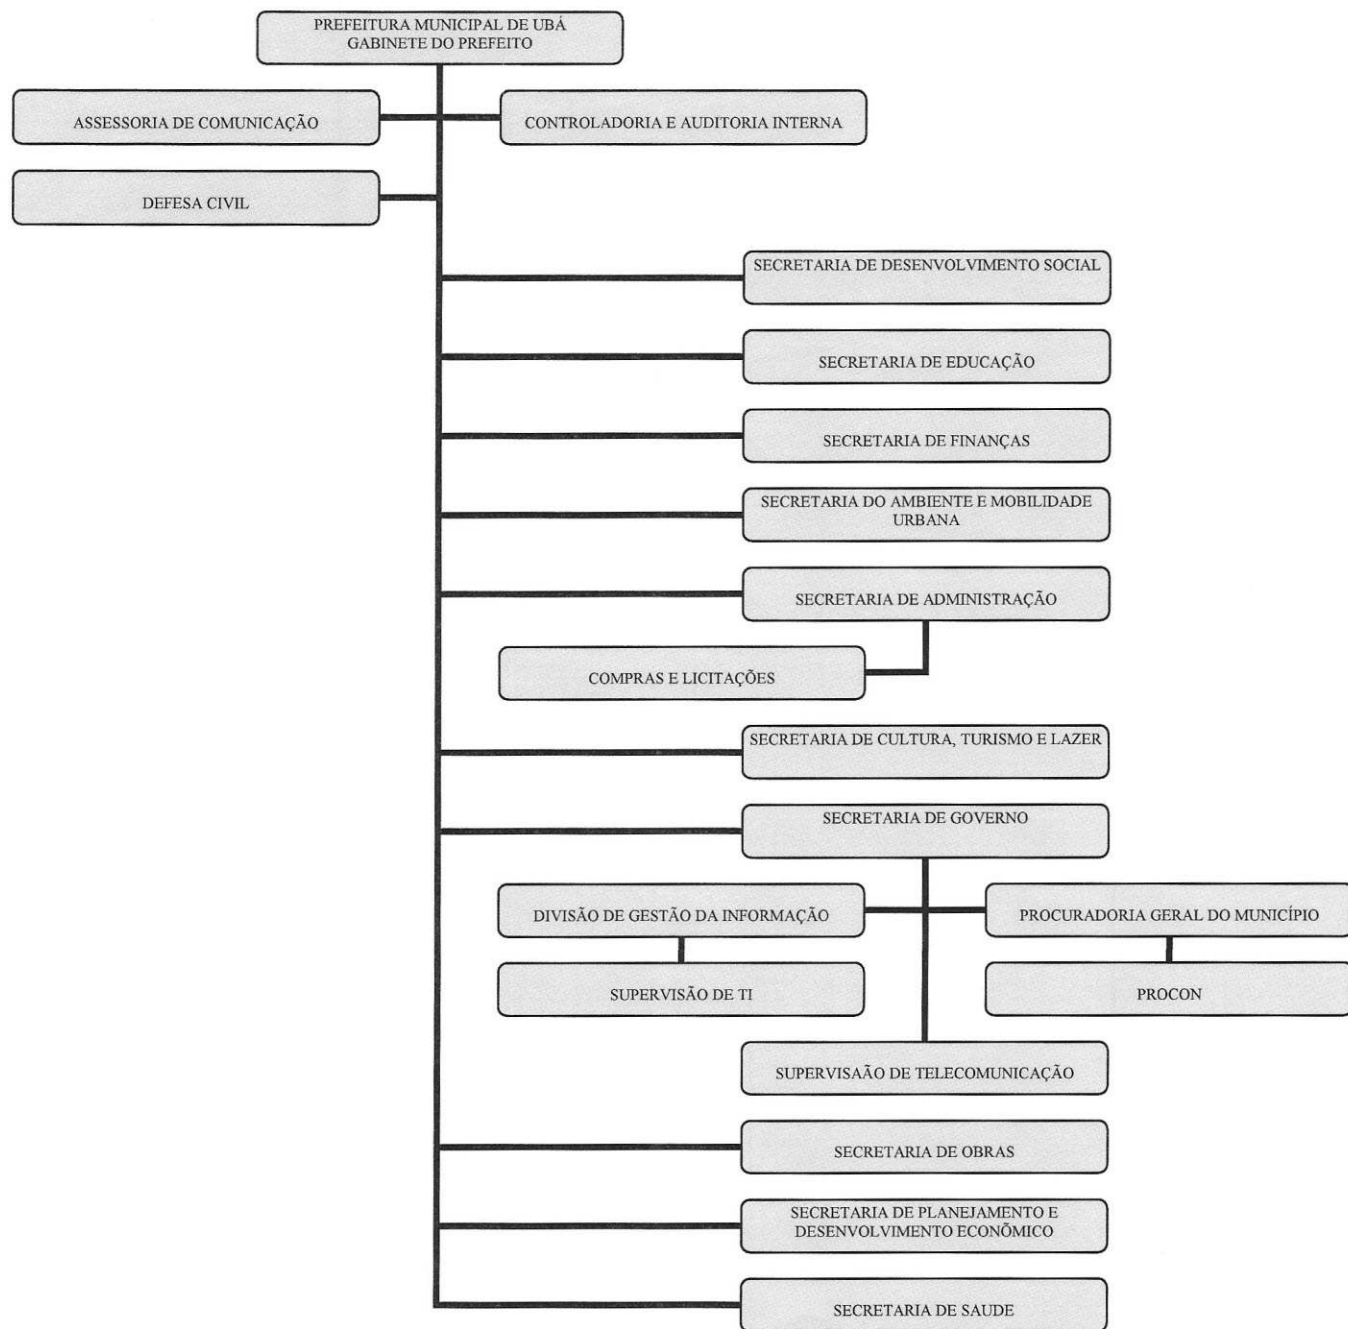 PREFEITURA MUNICIPAL DE UBÁ
GABINETE DO PREFEITO
ASSESSORIA DE COMUNICAÇÃO
CONTROLADORIA E AUDITORIA INTERNA
DEFESA CIVIL
SECRETARIA DE DESENVOLVIMENTO SOCIAL
SECRETARIA DE EDUCAÇÃO
SECRETARIA DE FINANÇAS
SECRETARIA DO AMBIENTE E MOBILIDADE
URBANA
SECRETARIA DE ADMINISTRAÇÃO
COMPRAS E LICITAÇÕES
SECRETARIA DE CULTURA, TURISMO E LAZER
SECRETARIA DE GOVERNO
DIVISÃO DE GESTÃO DA INFORMAÇÃO
PROCURADORIA GERAL DO MUNICÍPIO
SUPERVISÃO DE TI
PROCON
SUPERVISAÃO DE TELECOMUNICAÇÃO
SECRETARIA DE OBRAS
SECRETARIA DE PLANEJAMENTO E
DESENVOLVIMENTO ECONÕMICO
SECRETARIA DE SAUDE